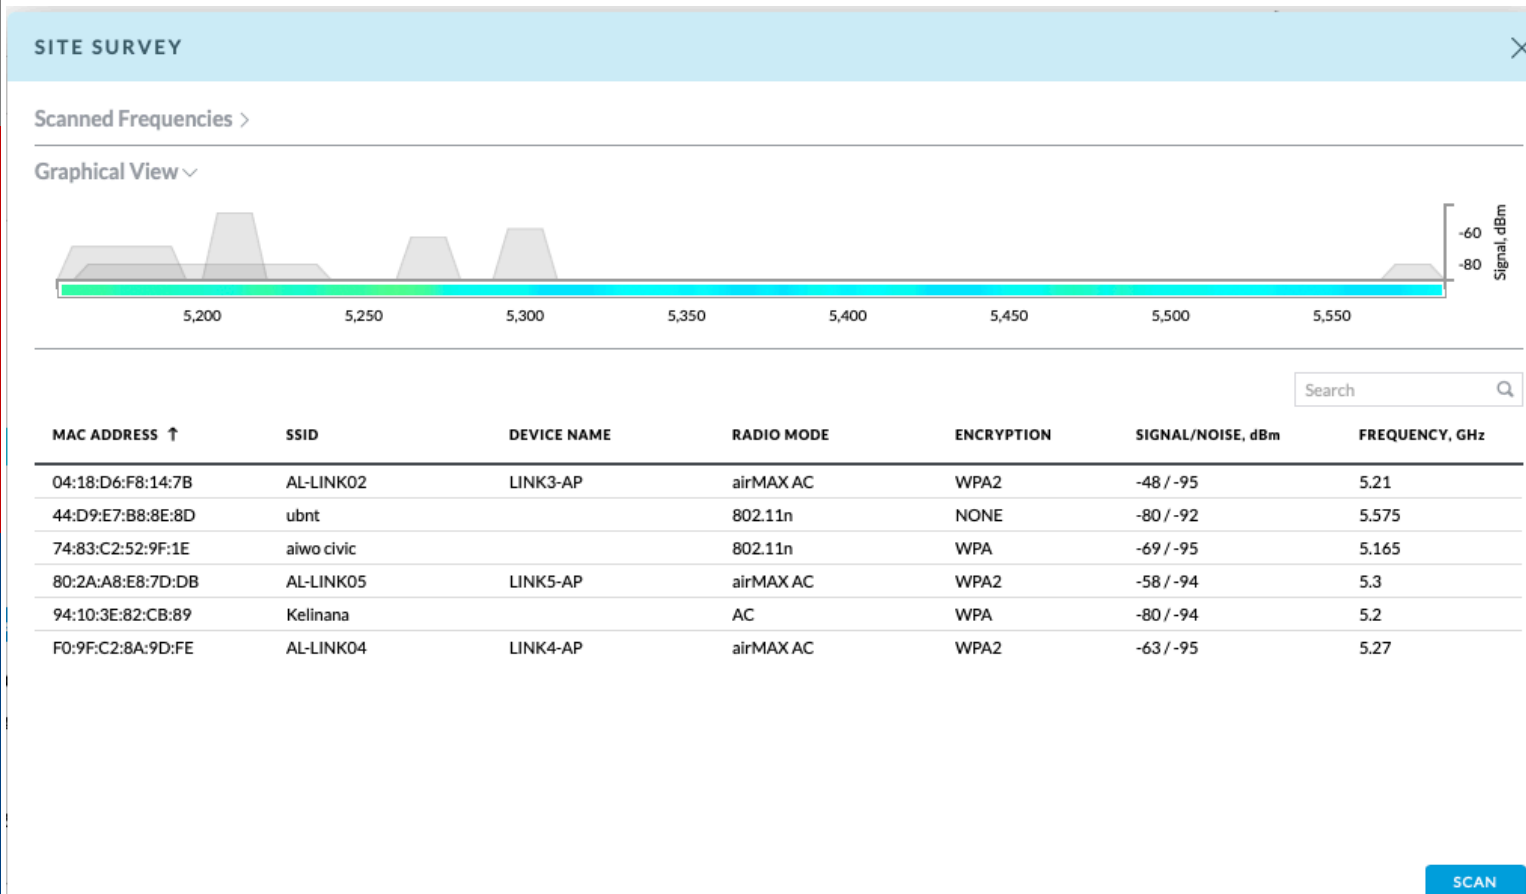 SITE SURVEY
Scanned Frequencies
Graphical View
-60
-80
Signal, dBm
5,200 5,250 5,300 5,350 5,400 5,450 5,500 5,550
Search
MAC ADDRESS ↑ SSID DEVICE NAME RADIO MODE ENCRYPTION SIGNAL/NOISE, dBm FREQUENCY, GHz
04:18:D6:F8:14:7B AL-LINK02 LINK3-AP airMAX AC WPA2 -48 / -95 5.21
44:D9:E7:B8:8E:8D ubnt 802.11n NONE -80 / -92 5.575
74:83:C2:52:9F:1E aiwo civic 802.11n WPA -69 / -95 5.165
80:2A:A8:E8:7D:DB AL-LINK05 LINK5-AP airMAX AC WPA2 -58 / -94 5.3
94:10:3E:82:CB:89 Kelinana AC WPA -80 / -94 5.2
F0:9F:C2:8A:9D:FE AL-LINK04 LINK4-AP airMAX AC WPA2 -63 / -95 5.27
SCAN